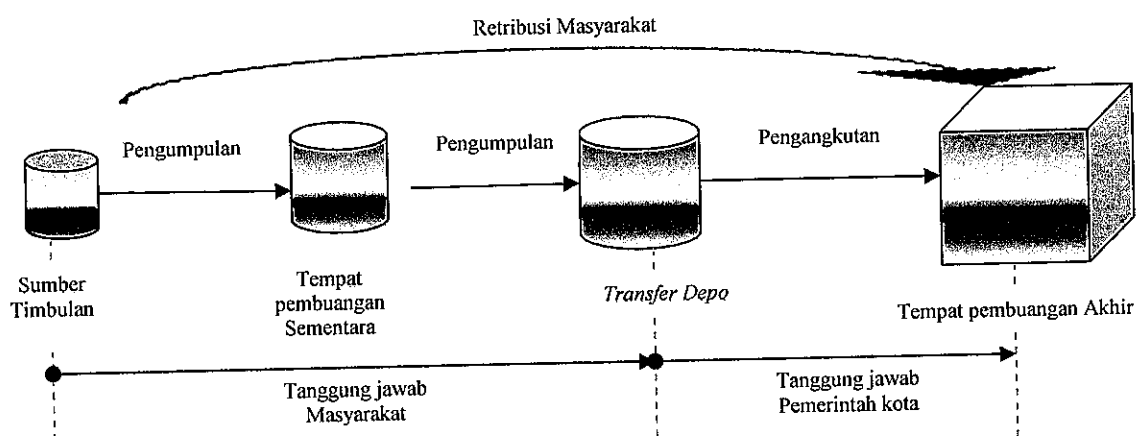 Retribusi Masyarakat
Pengumpulan
Pengumpulan
Pengangkutan
Sumber
Timbulan
Tempat
pembuangan
Sementara
Transfer Depo
Tempat pembuangan Akhir
Tanggung jawab
Masyarakat
Tanggung jawab
Pemerintah kota